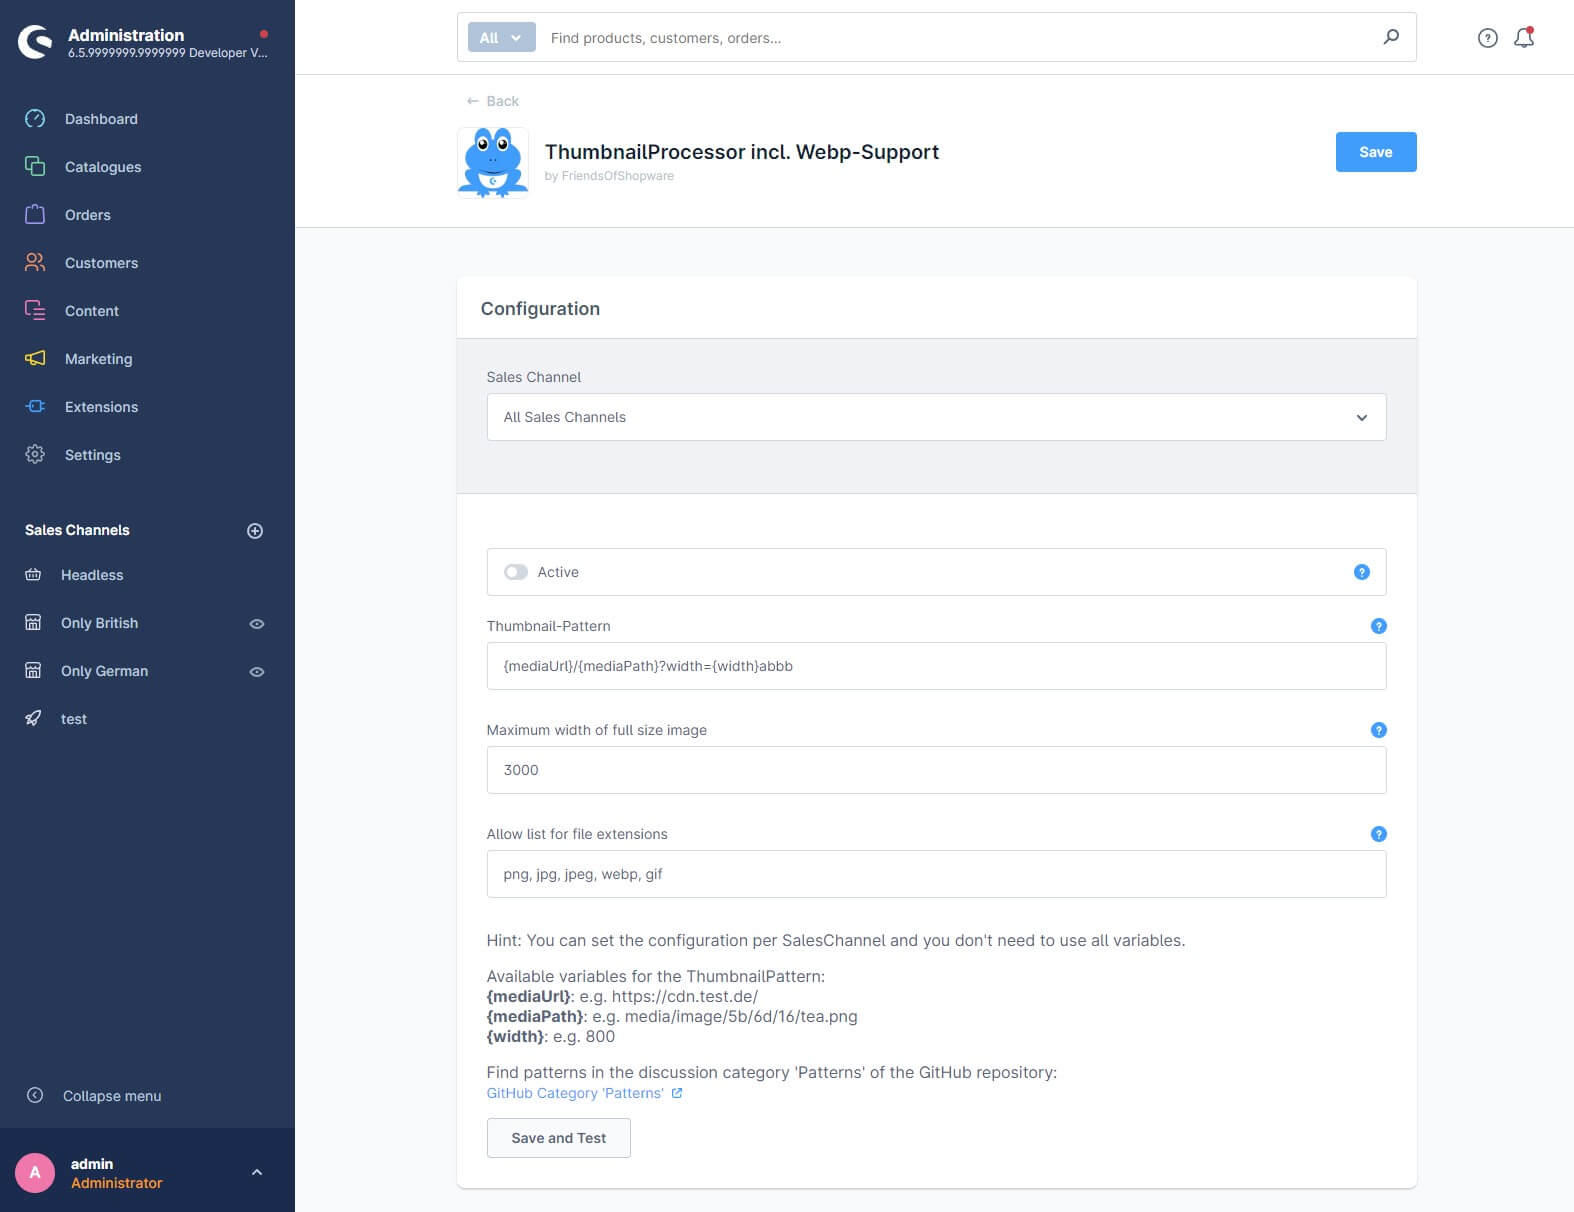 Administration
6.5.9999999.9999999 Developer V...
Dashboard
Catalogues
Orders
Customers
Content
Marketing
Extensions
Settings
Sales Channels
Headless
Only British
Only German
test
Collapse menu
A
admin
Administrator
All
Find products, customers, orders...
Back
ThumbnailProcessor incl. Webp-Support
by FriendsOfShopware
Save
Configuration
Sales Channel
All Sales Channels
Active
Thumbnail-Pattern
{mediaUrl}/{mediaPath}?width={width}abbb
Maximum width of full size image
3000
Allow list for file extensions
png, jpg, jpeg, webp, gif
Hint: You can set the configuration per SalesChannel and you don't need to use all variables.
Available variables for the ThumbnailPattern:
{mediaUrl}: e.g. https://cdn.test.de/
{mediaPath}: e.g. media/image/5b/6d/16/tea.png
{width}: e.g. 800
Find patterns in the discussion category 'Patterns' of the GitHub repository:
GitHub Category 'Patterns'
Save and Test